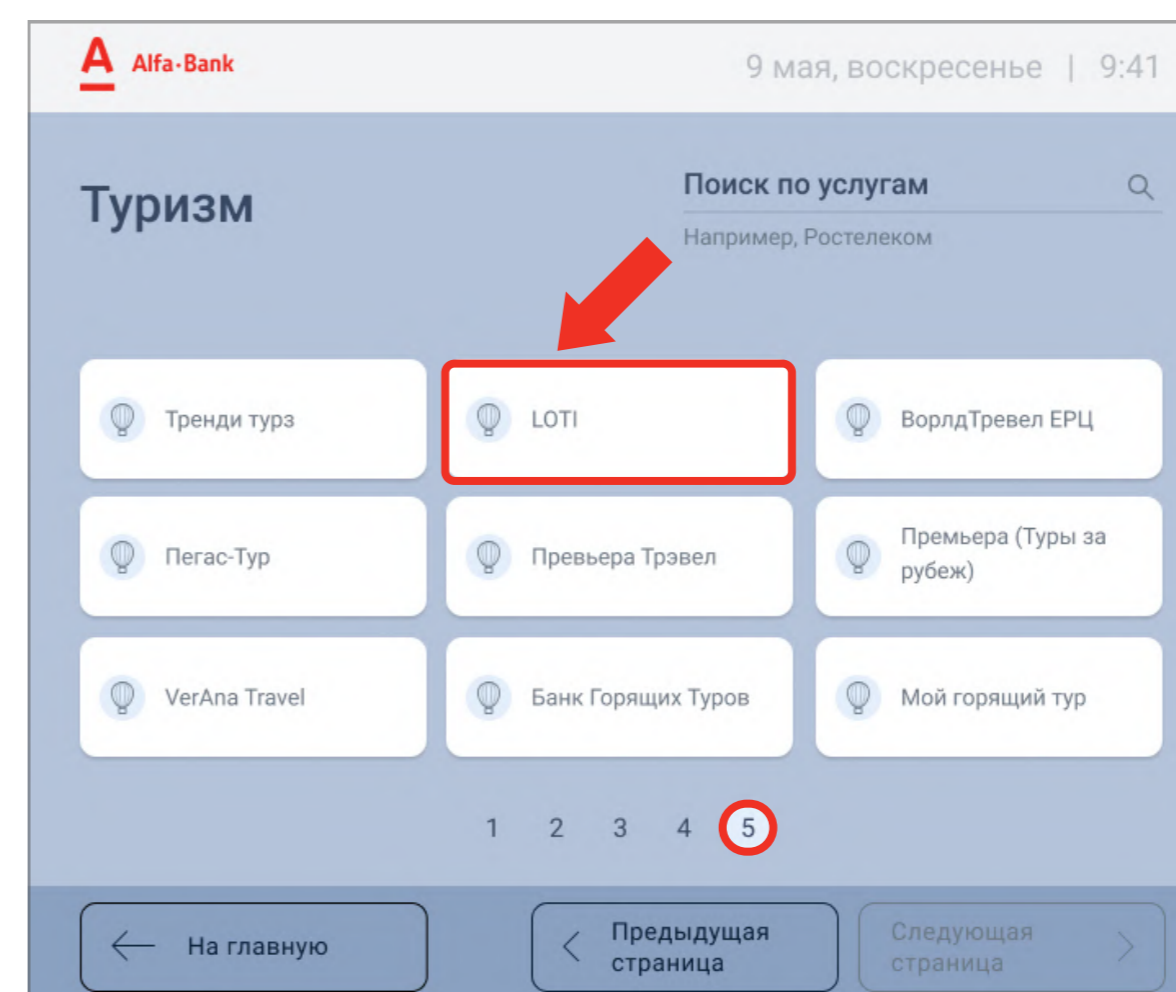 A Alfa·Bank
9 мая, воскресенье | 9:41
Туризм
Поиск по услугам
Например, Ростелеком
Тренди турз
LOTI
ВорлдТревел ЕРЦ
Пегас-Тур
Превьера Трэвел
Премьера (Туры за
рубеж)
VerAna Travel
Банк Горящих Туров
Мой горящий тур
1 2 3 4 5
На главную
Предыдущая
страница
Следующая
страница